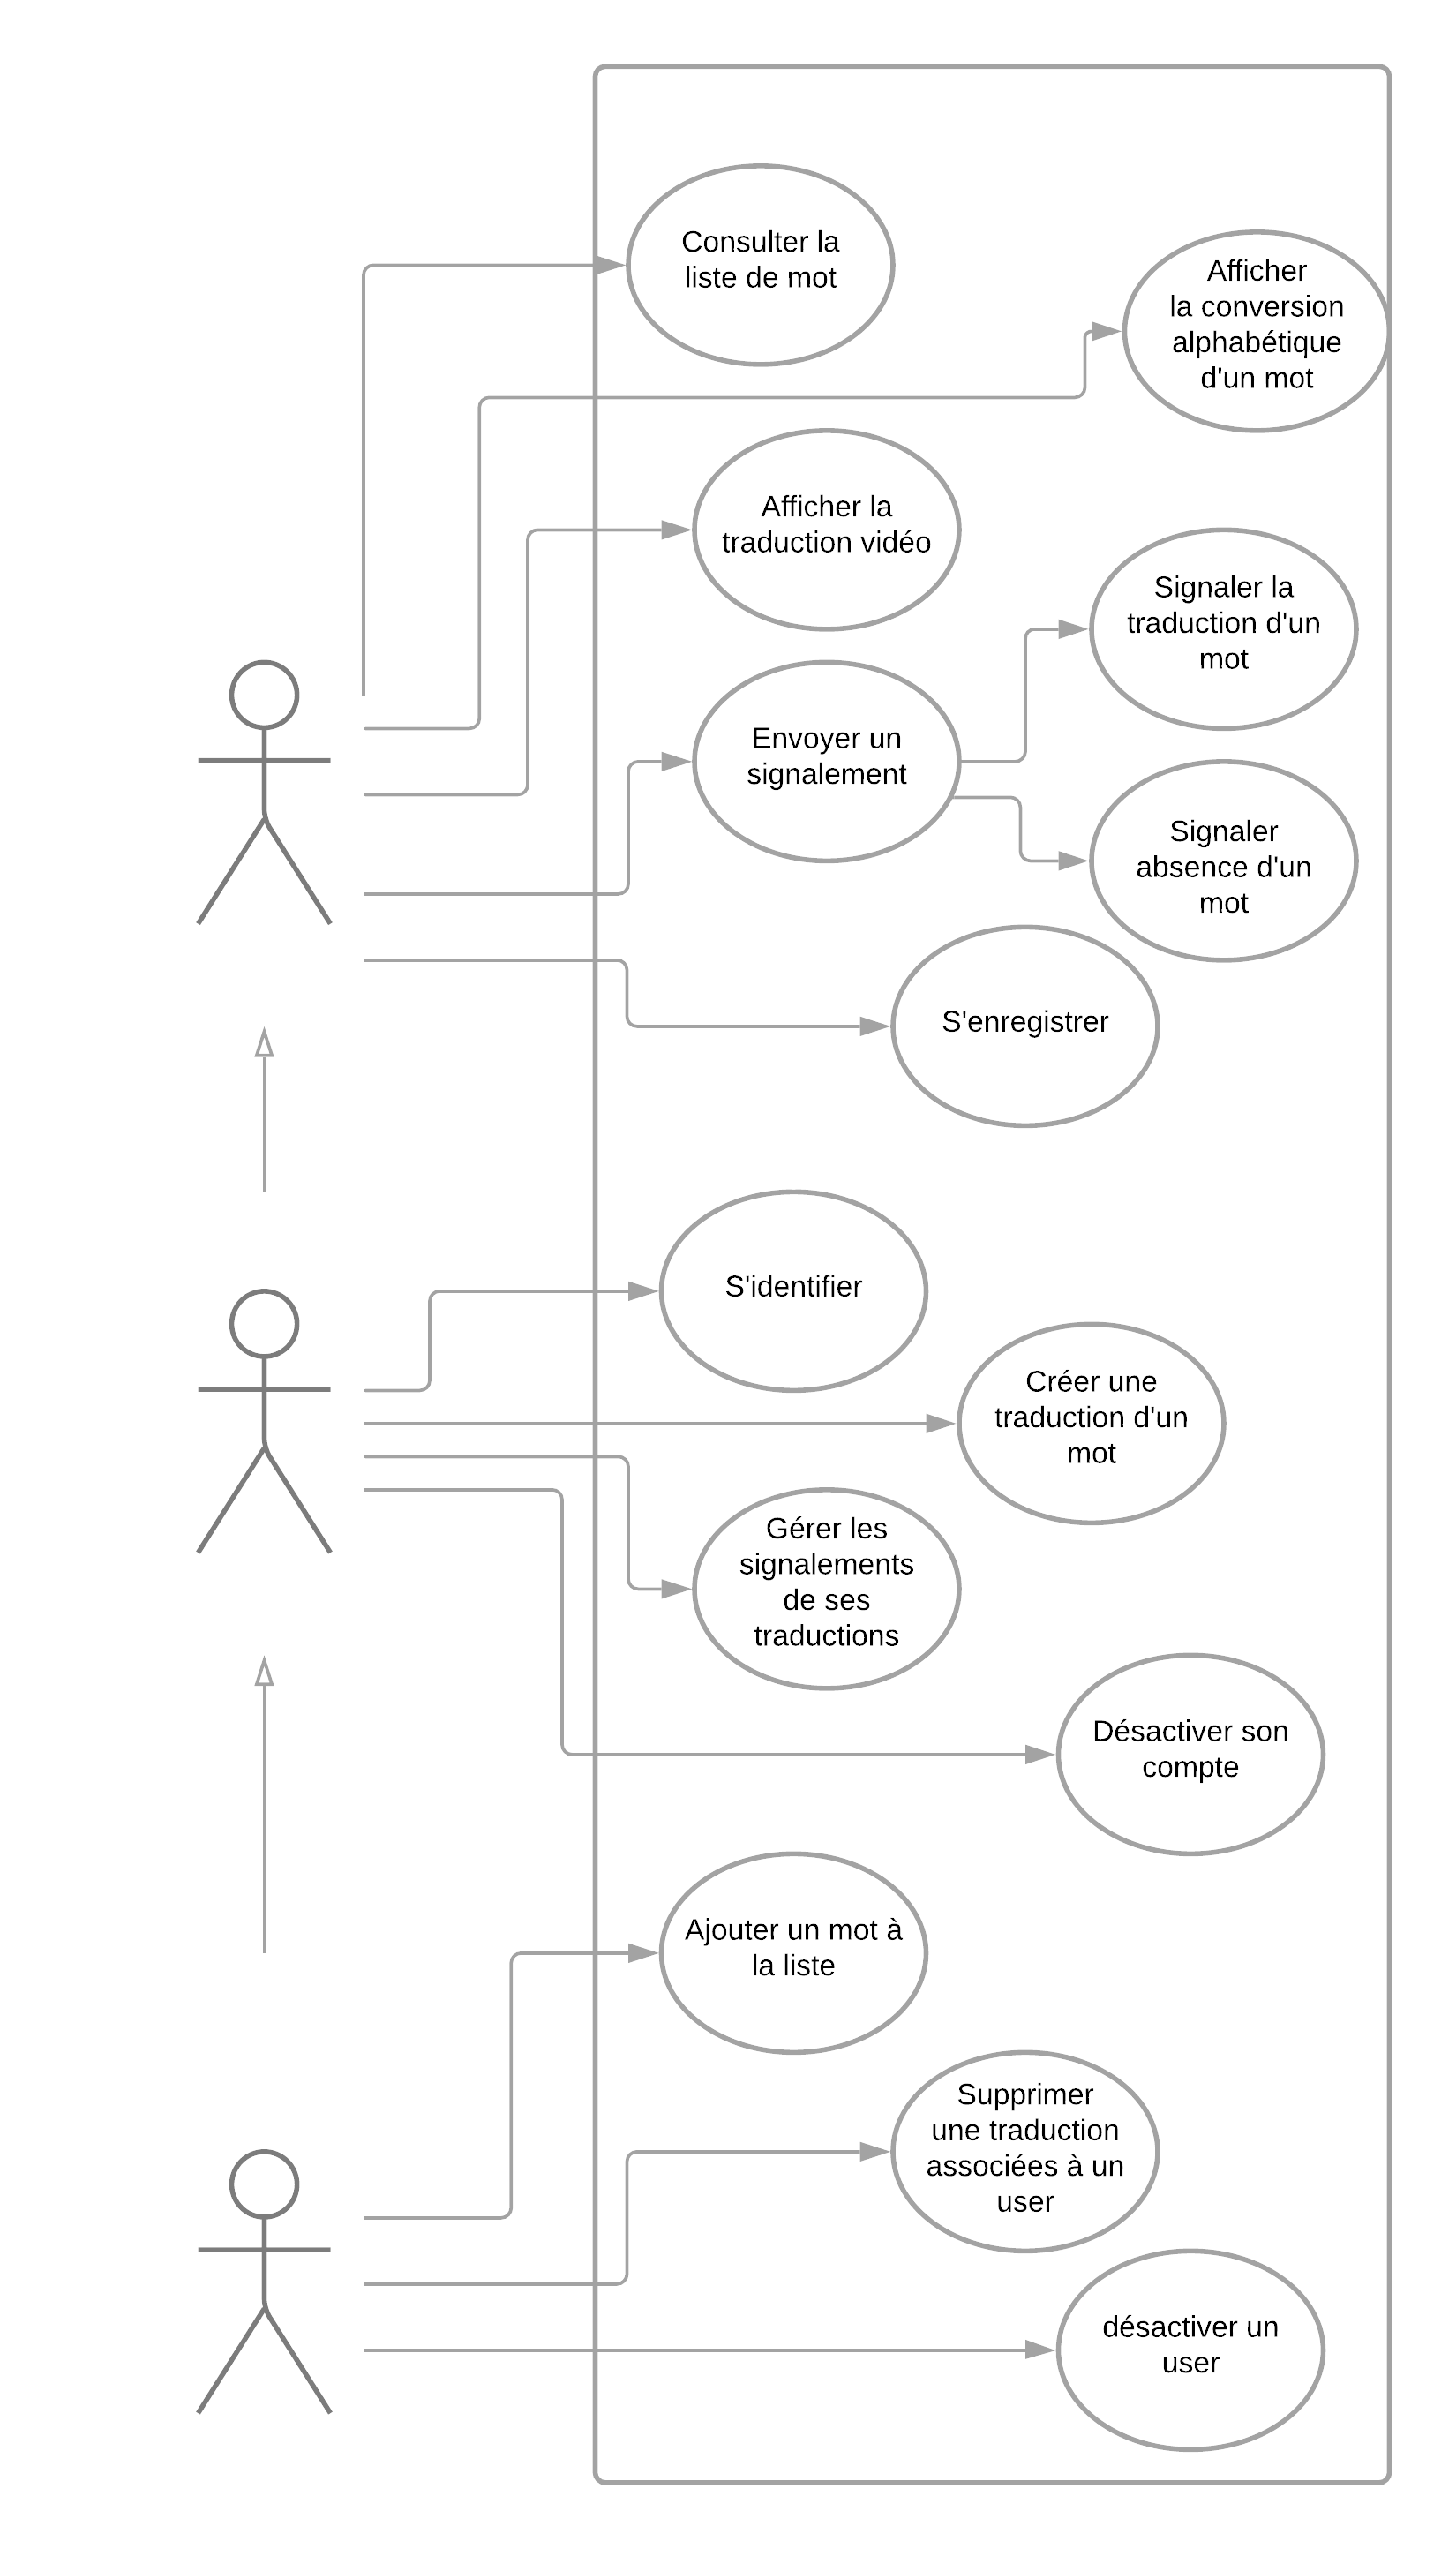 Consulter la
liste de mot
Afficher
la conversion
alphabétique
d'un mot
Afficher la
traduction vidéo
Signaler la
traduction d'un
mot
Envoyer un
signalement
Signaler
absence d'un
mot
S'enregistrer
S'identifier
Créer une
traduction d'un
mot
Gérer les
signalements
de ses
traductions
Désactiver son
compte
Ajouter un mot à
la liste
Supprimer
une traduction
associées à un
user
désactiver un
user